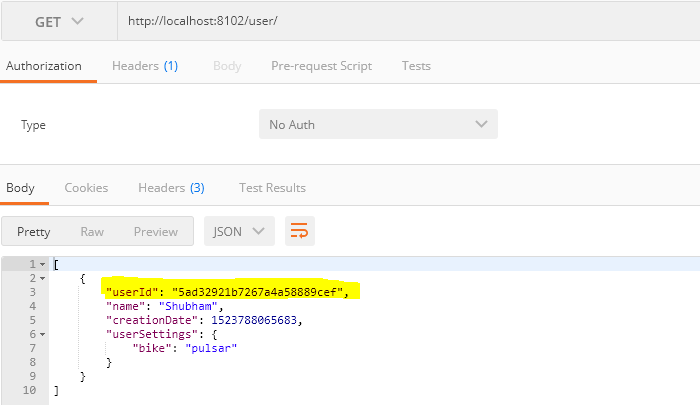 GET http://localhost:8102/user/
Authorization Headers (1) Body Pre-request Script Tests
Type No Auth
Body Cookies Headers (3) Test Results
Pretty Raw Preview JSON
1 [
2 {
3 "userId": "5ad32921b7267a4a58889cef",
4 "name": "Shubham",
5 "creationDate": 1523788065683,
6 "userSettings": {
7 "bike": "pulsar"
8 }
9 }
10 ]